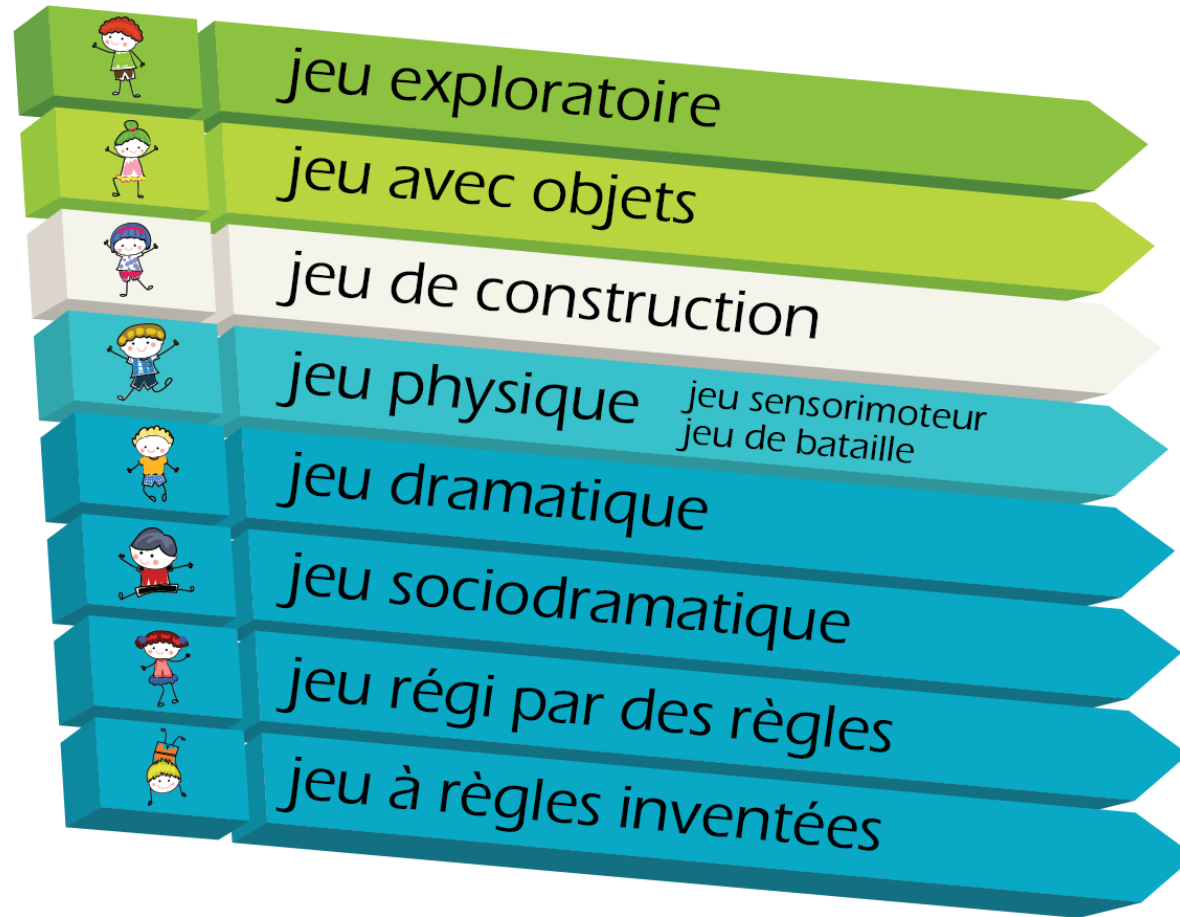 jeu exploratoire
jeu avec objets
jeu de construction
jeu physique
jeu sensorimoteur
jeu de bataille
jeu dramatique
jeu sociodramatique
jeu régi par des règles
jeu à règles inventées